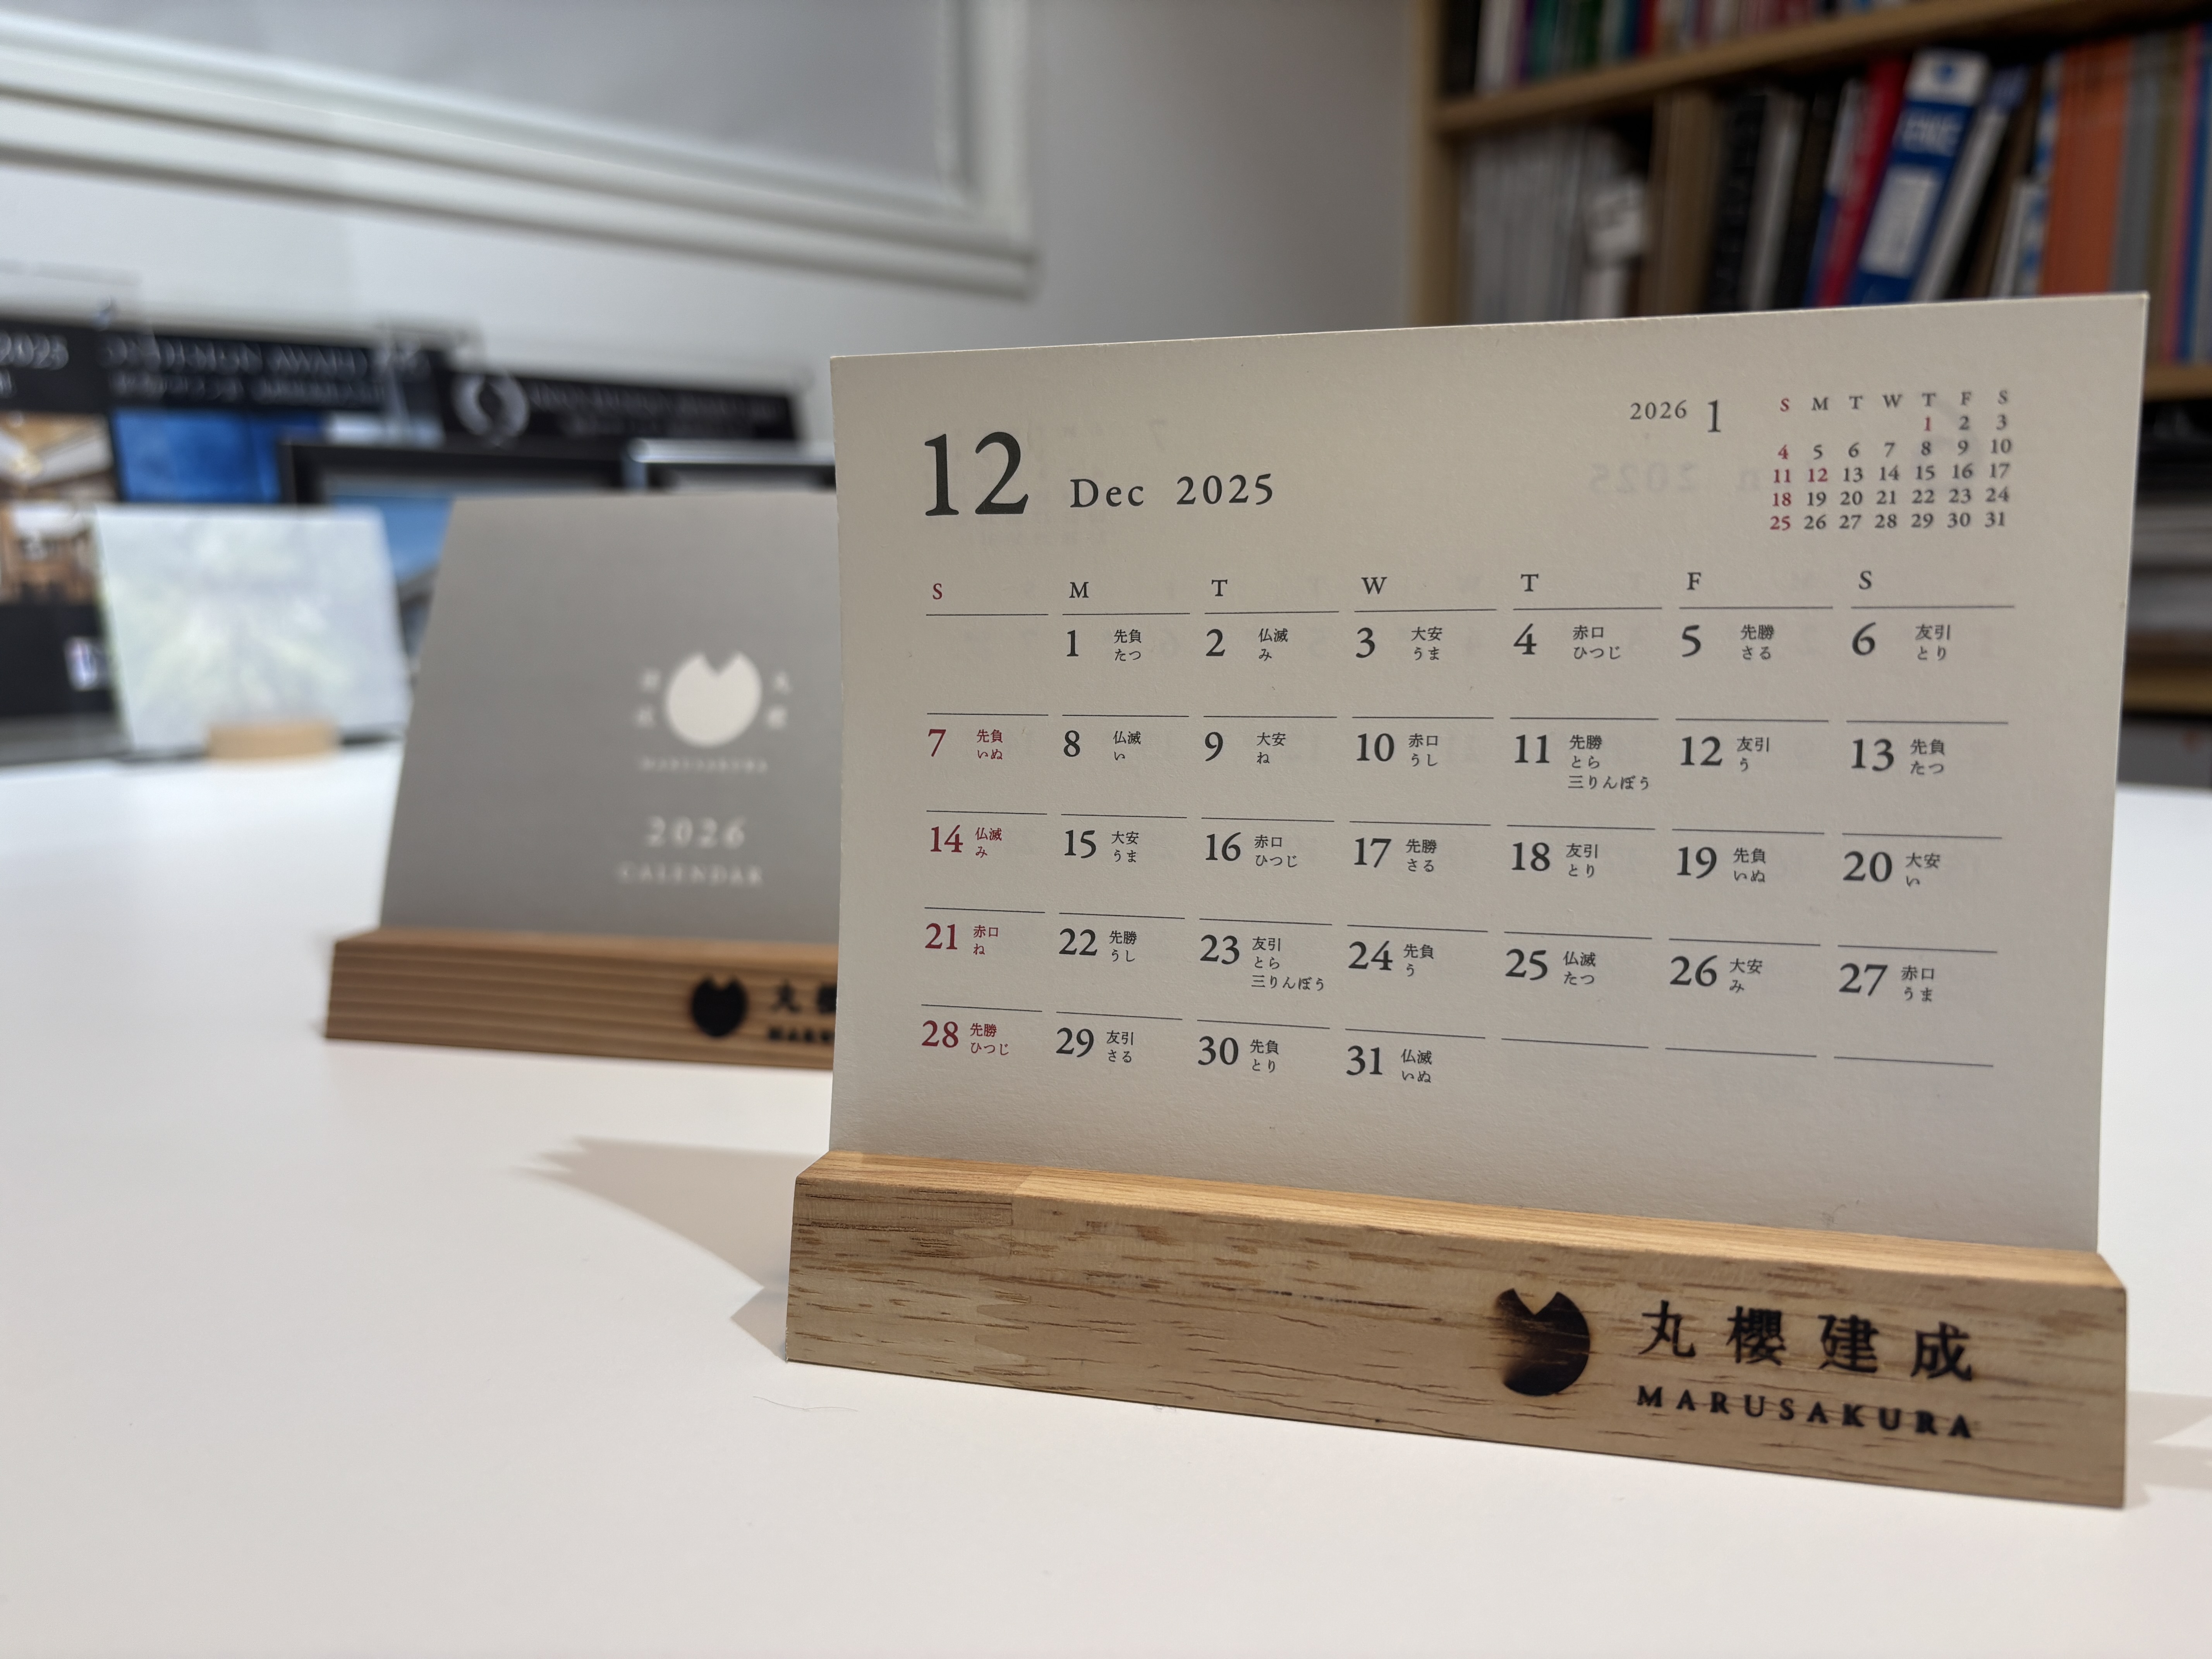 12 Dec 2025
2026 1
S M T W T F S
1 2 3
4 5 6 7 8 9 10
11 12 13 14 15 16 17
18 19 20 21 22 23 24
25 26 27 28 29 30 31
S M T W T F S
1 先負 たつ
2 仏滅 み
3 大安 うま
4 赤口 ひつじ
5 先勝 さる
6 友引 とり
7 先負 いぬ
8 仏滅 い
9 大安 ね
10 赤口 うし
11 先勝 とら 三りんぼう
12 友引 う
13 先負 たつ
14 仏滅 み
15 大安 うま
16 赤口 ひつじ
17 先勝 さる
18 友引 とり
19 先負 いぬ
20 大安 い
21 赤口 ね
22 先勝 うし
23 友引 とら 三りんぼう
24 先負 う
25 仏滅 たつ
26 大安 み
27 赤口 うま
28 先勝 ひつじ
29 友引 さる
30 先負 とり
31 仏滅 いぬ
丸櫻建成
MARUSAKURA
MARUSAKURA
2026
CALENDAR
丸
2025